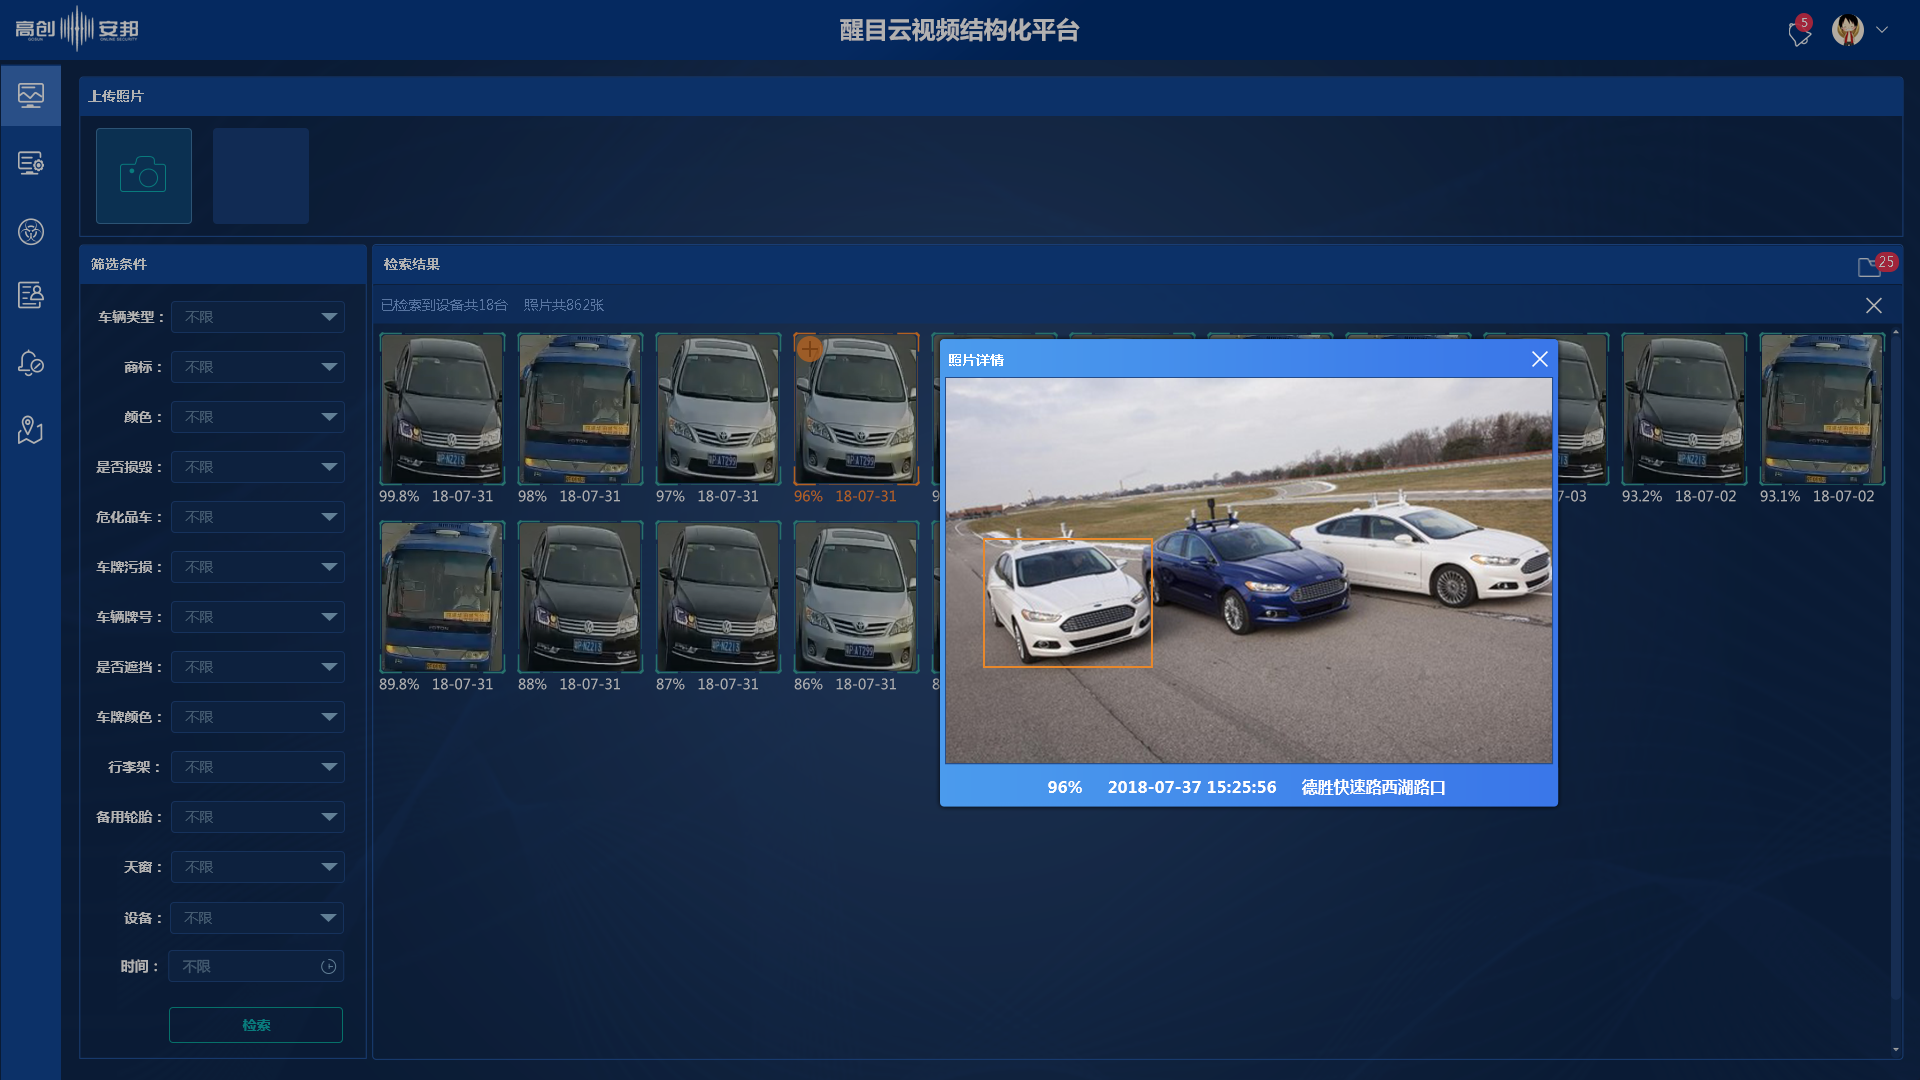 高创安邦
醒目云视频结构化平台
5
上传照片
筛选条件
车辆类型： 不限
商标： 不限
颜色： 不限
是否损毁： 不限
危化品车： 不限
车牌污损： 不限
车辆牌号： 不限
是否遮挡： 不限
车牌颜色： 不限
行李架： 不限
备用轮胎： 不限
天窗： 不限
设备： 不限
时间： 不限
检索
检索结果
25
已检索到设备共18台 照片共862张
99.8% 18-07-31
98% 18-07-31
97% 18-07-31
96% 18-07-31
7-03
93.2% 18-07-02
93.1% 18-07-02
89.8% 18-07-31
88% 18-07-31
87% 18-07-31
86% 18-07-31
照片详情
96% 2018-07-37 15:25:56 德胜快速路西湖路口